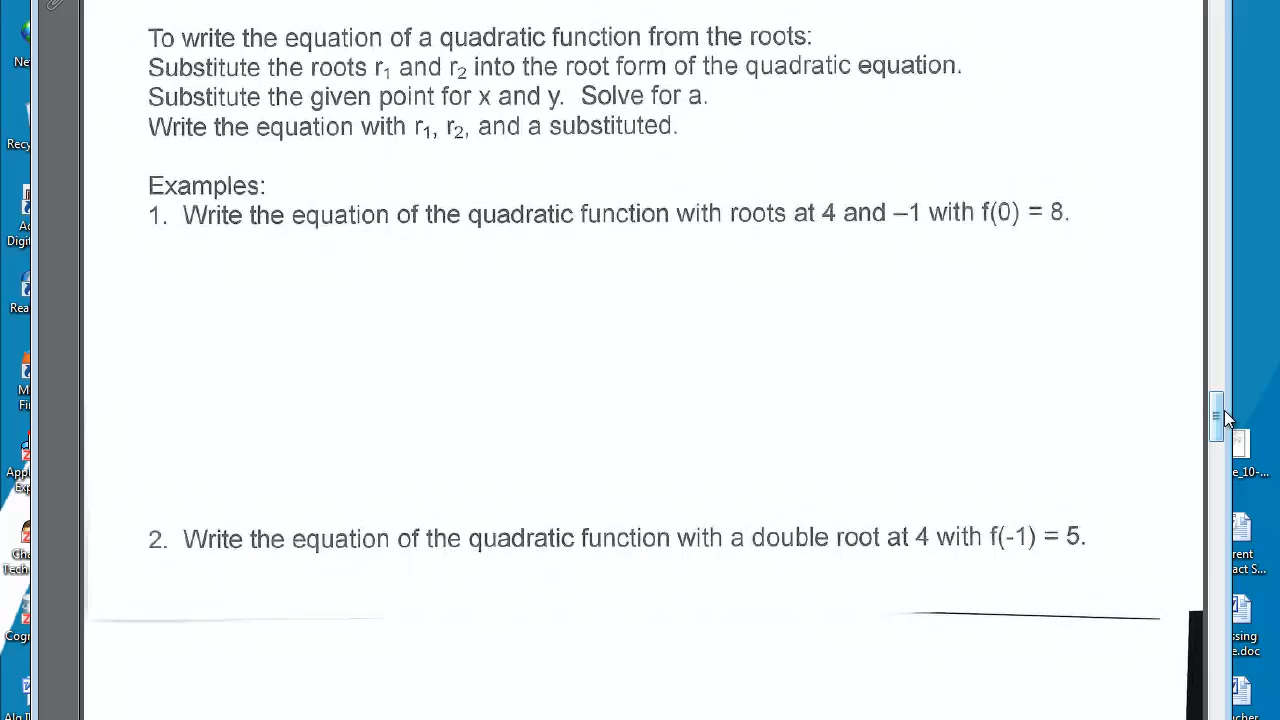 To write the equation of a quadratic function from the roots:
Substitute the roots r₁ and r₂ into the root form of the quadratic equation.
Substitute the given point for x and y. Solve for a.
Write the equation with r₁, r₂, and a substituted.
Examples:
1. Write the equation of the quadratic function with roots at 4 and –1 with f(0) = 8.
2. Write the equation of the quadratic function with a double root at 4 with f(-1) = 5.